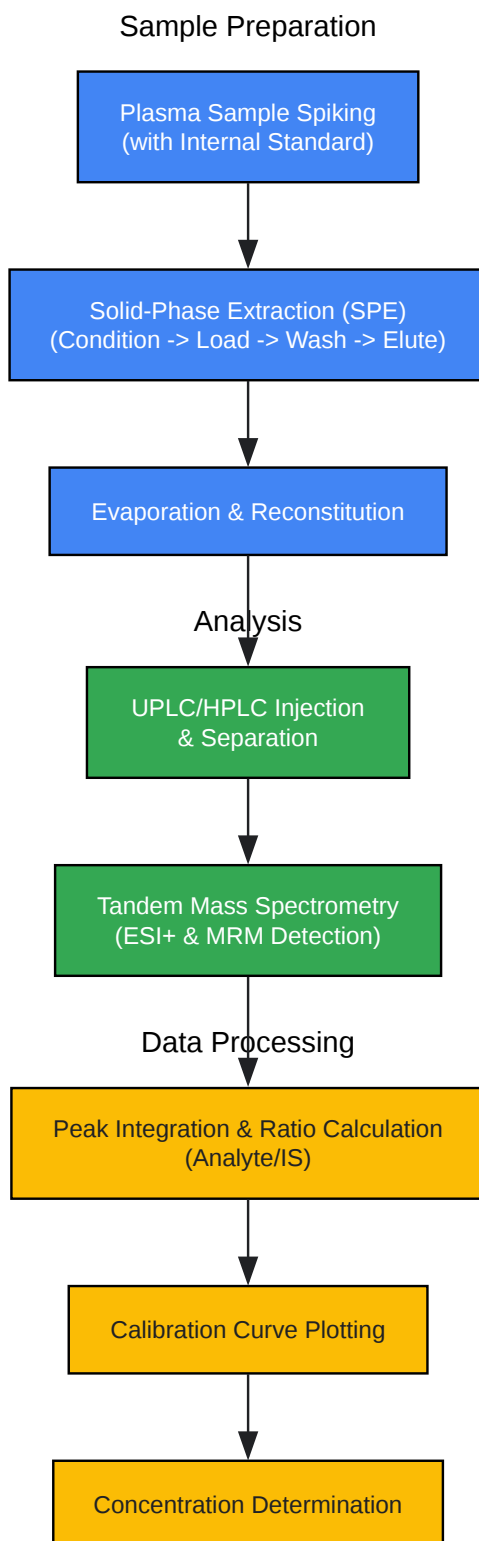 Sample Preparation
Plasma Sample Spiking
(with Internal Standard)
Solid-Phase Extraction (SPE)
(Condition -> Load -> Wash -> Elute)
Evaporation & Reconstitution
Analysis
UPLC/HPLC Injection
& Separation
Tandem Mass Spectrometry
(ESI+ & MRM Detection)
Data Processing
Peak Integration & Ratio Calculation
(Analyte/IS)
Calibration Curve Plotting
Concentration Determination